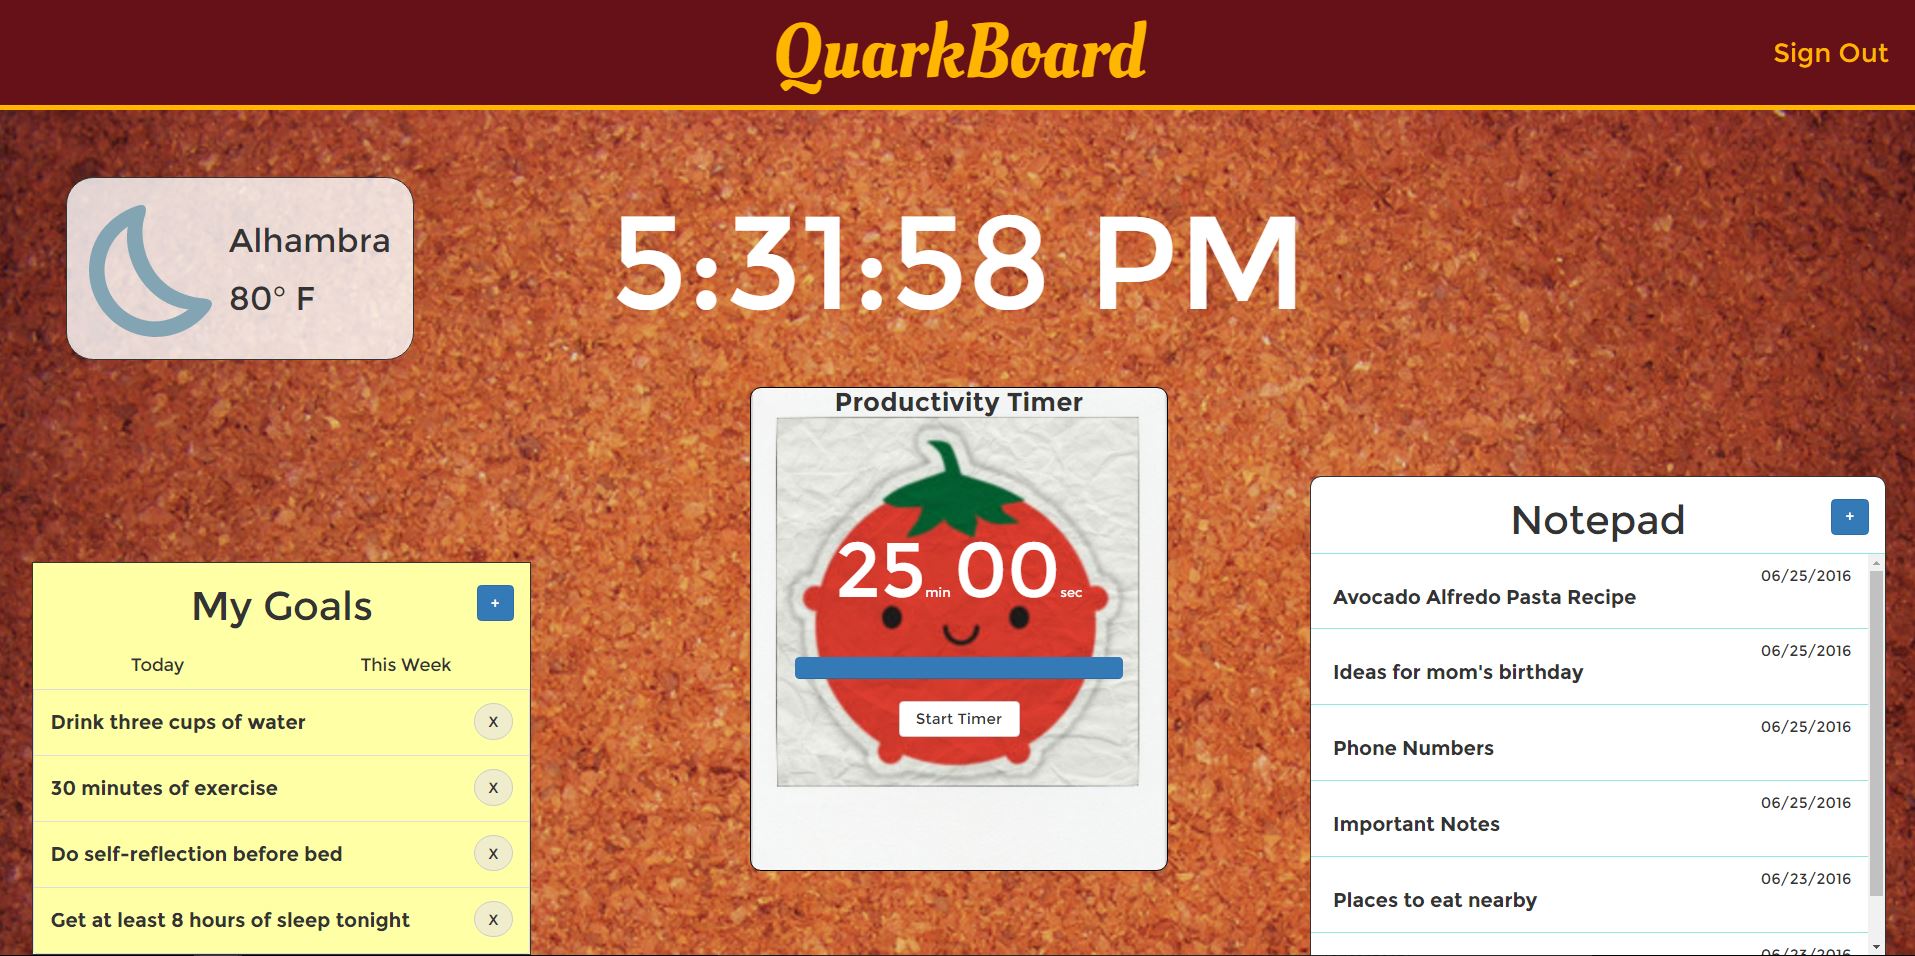 QuarkBoard
Sign Out
Alhambra
80° F
5:31:58 PM
Productivity Timer
25 min 00 sec
Start Timer
My Goals
+
Today This Week
Drink three cups of water X
30 minutes of exercise X
Do self-reflection before bed X
Get at least 8 hours of sleep tonight X
Notepad
+
06/25/2016
Avocado Alfredo Pasta Recipe
06/25/2016
Ideas for mom's birthday
06/25/2016
Phone Numbers
06/25/2016
Important Notes
06/23/2016
Places to eat nearby
06/23/2016